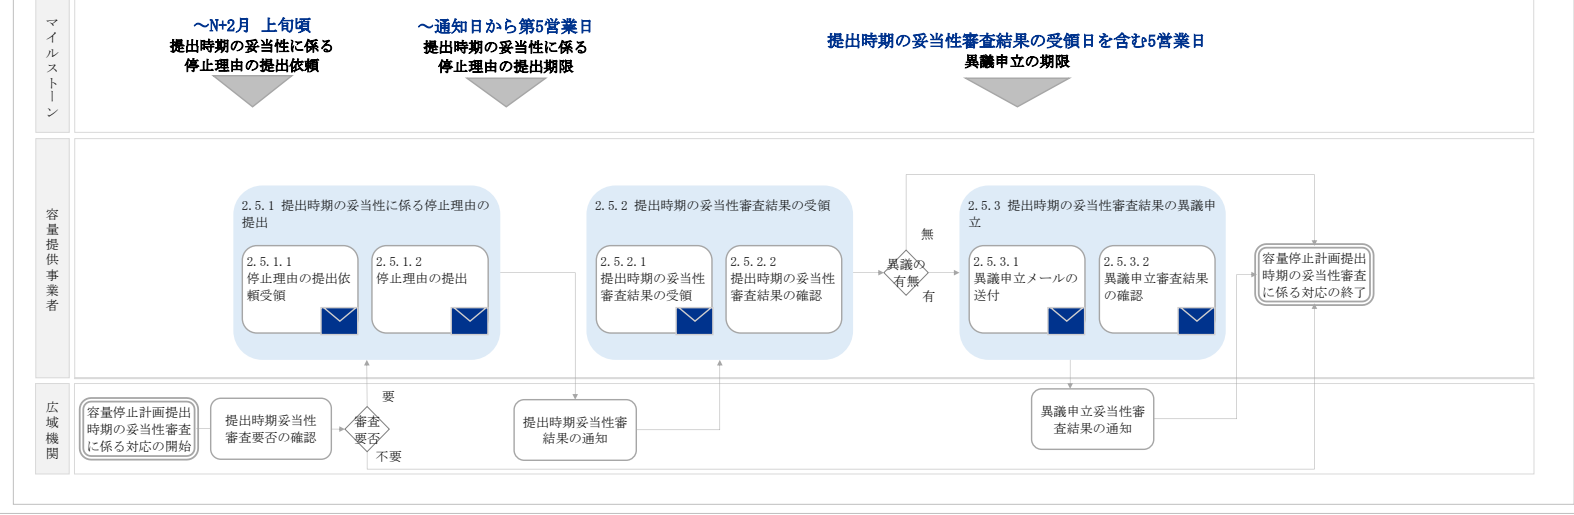 マイルストーン
～N+2月 上旬頃
提出時期の妥当性に係る
停止理由の提出依頼
～通知日から第5営業日
提出時期の妥当性に係る
停止理由の提出期限
提出時期の妥当性審査結果の受領日を含む5営業日
異議申立の期限
容量提供事業者
2.5.1 提出時期の妥当性に係る停止理由の
提出
2.5.1.1
停止理由の提出依
頼受領
2.5.1.2
停止理由の提出
2.5.2 提出時期の妥当性審査結果の受領
2.5.2.1
提出時期の妥当性
審査結果の受領
2.5.2.2
提出時期の妥当性
審査結果の確認
異議の
有無
無
有
2.5.3 提出時期の妥当性審査結果の異議申
立
2.5.3.1
異議申立メールの
送付
2.5.3.2
異議申立審査結果
の確認
容量停止計画提出
時期の妥当性審査
に係る対応の終了
広域機関
容量停止計画提出
時期の妥当性審査
に係る対応の開始
提出時期妥当性
審査要否の確認
審査
要否
要
不要
提出時期妥当性審
結果の通知
異議申立妥当性審
査結果の通知